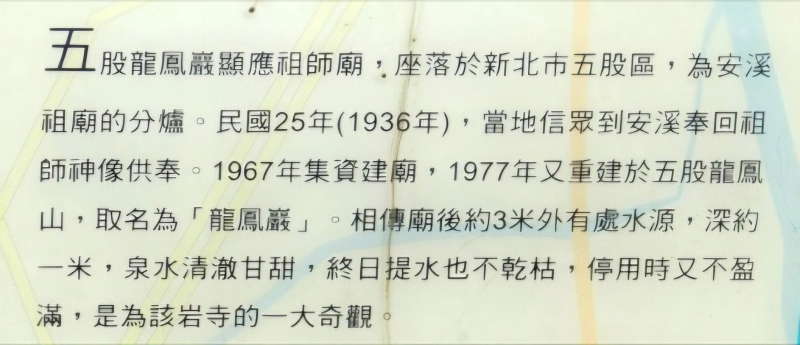 五股龍鳳巖顯應祖師廟，座落於新北市五股區，為安溪
祖廟的分爐。民國25年(1936年)，當地信眾到安溪奉回祖
師神像供奉。1967年集資建廟，1977年又重建於五股龍鳳
山，取名為「龍鳳巖」。相傳廟後約3米外有處水源，深約
一米，泉水清澈甘甜，終日提水也不乾枯，停用時又不盈
滿，是為該岩寺的一大奇觀。